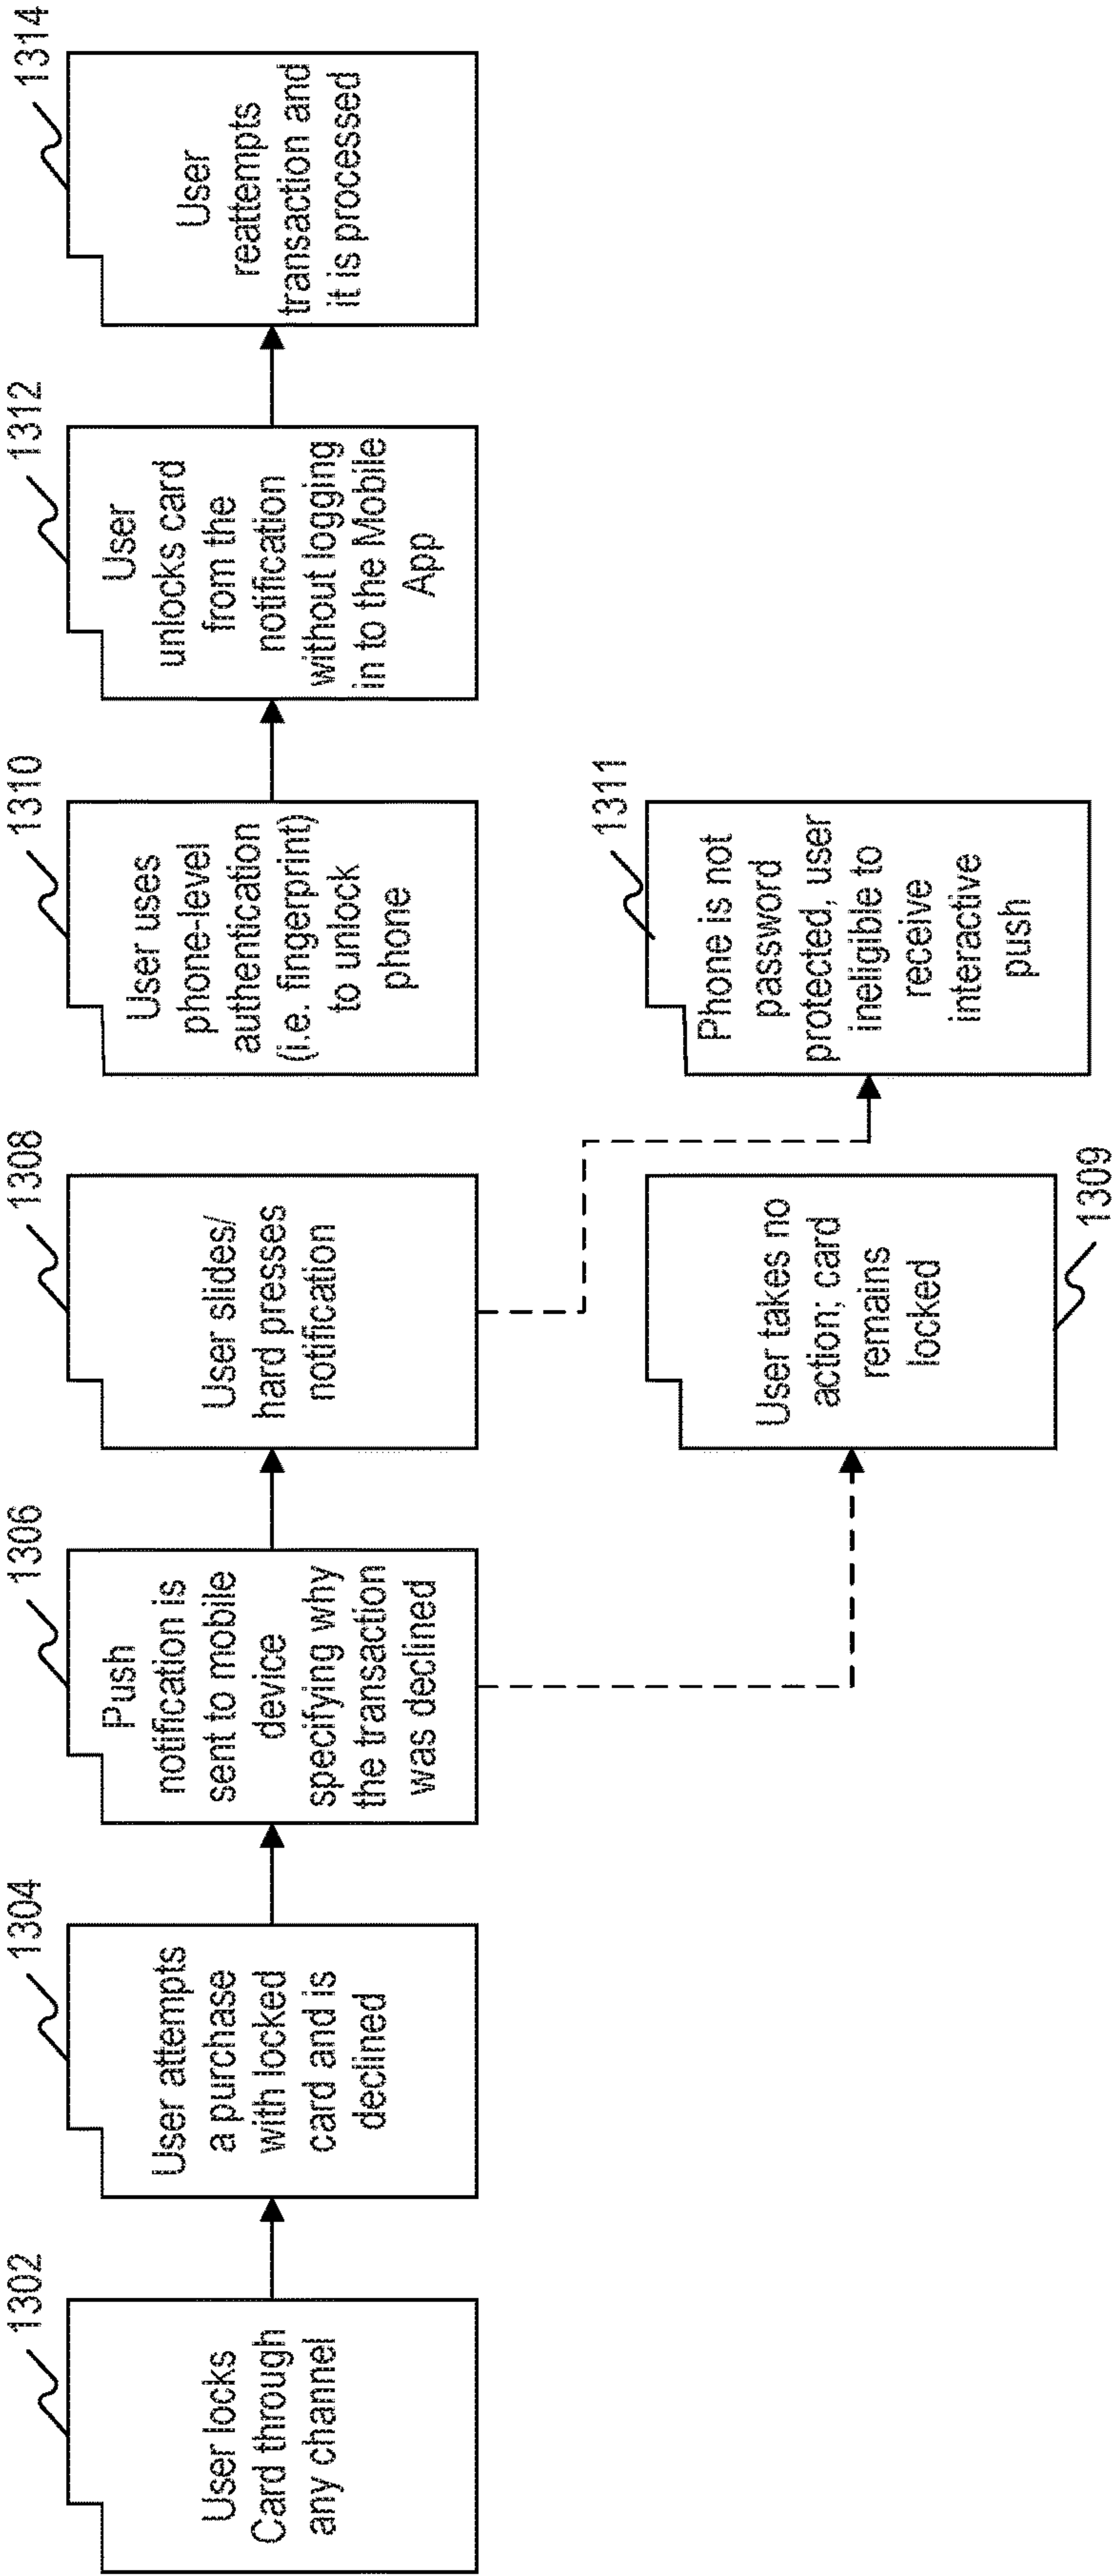 1302
User locks
Card through
any channel
1304
User attempts
a purchase
with locked
card and is
declined
1306
Push
notification is
sent to mobile
device
specifying why
the transaction
was declined
1308
User slides/
hard presses
notification
1310
User uses
phone-level
authentication
(i.e. fingerprint)
to unlock
phone
1312
User
unlocks card
from the
notification
without logging
in to the Mobile
App
1314
User
reattempts
transaction and
it is processed
User takes no
action; card
remains
locked
1309
1311
Phone is not
password
protected, user
ineligible to
receive
interactive
push